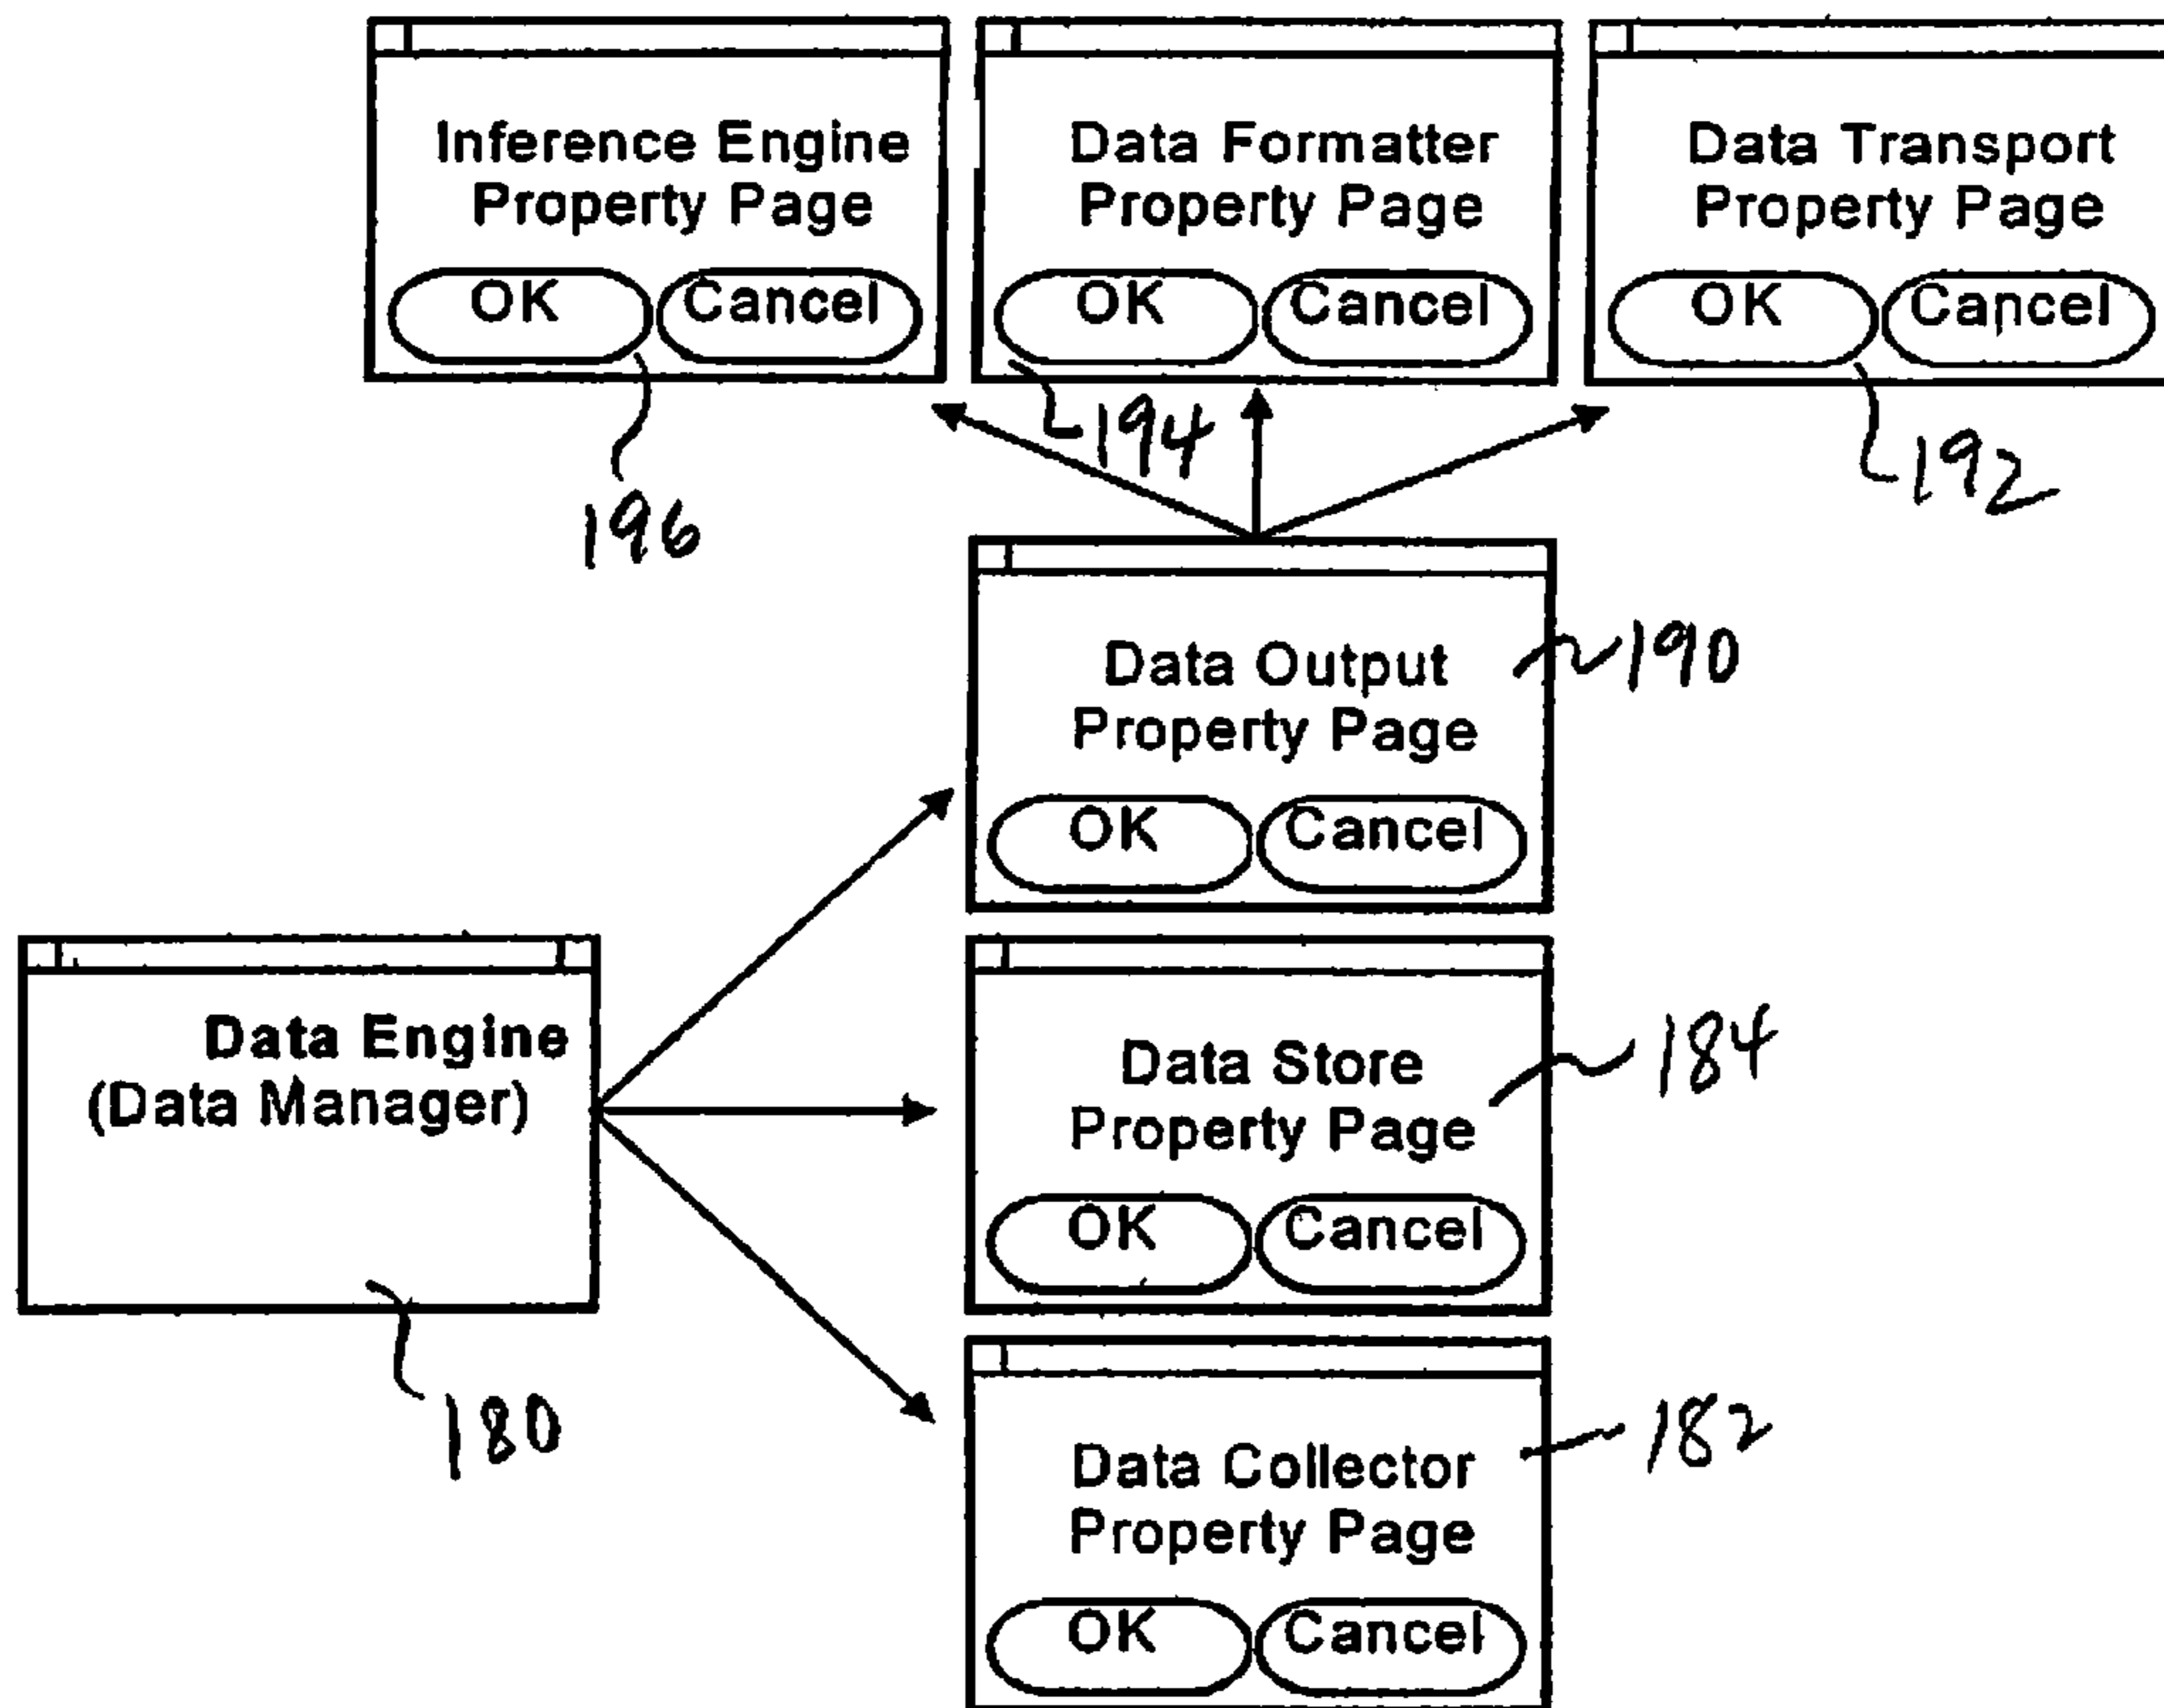 Inference Engine
Property Page
OK Cancel
Data Formatter
Property Page
OK Cancel
Data Transport
Property Page
OK Cancel
196
194
192
Data Output
Property Page
OK Cancel
190
Data Engine
(Data Manager)
180
Data Store
Property Page
OK Cancel
184
Data Collector
Property Page
OK Cancel
182